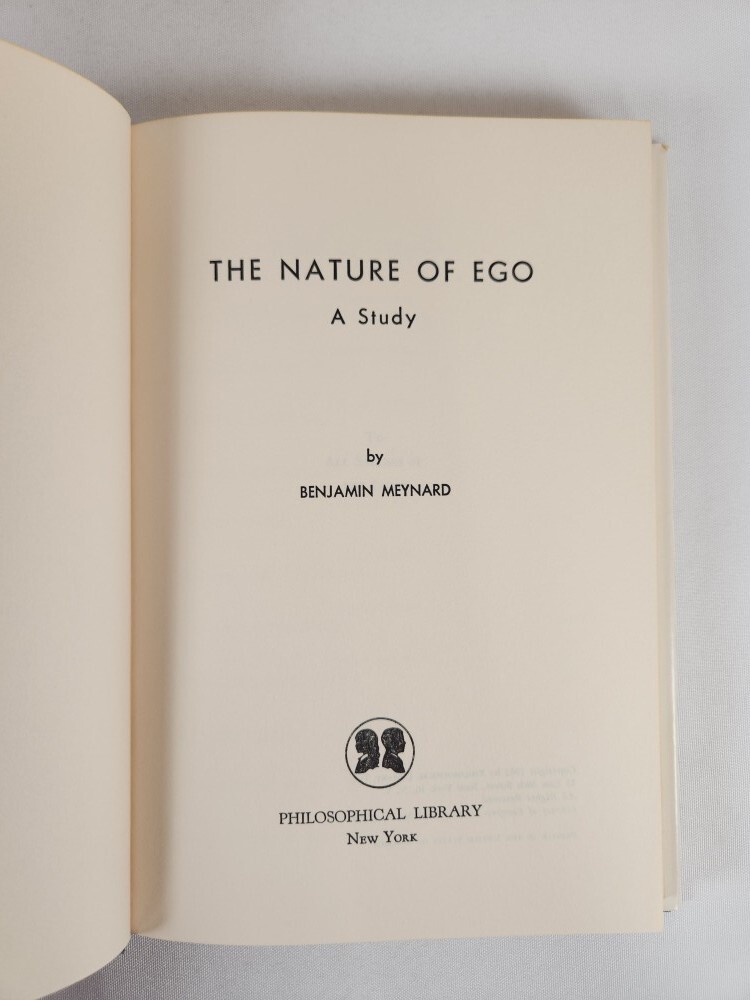 THE NATURE OF EGO
A Study
by
BENJAMIN MEYNARD
PHILOSOPHICAL LIBRARY
New York